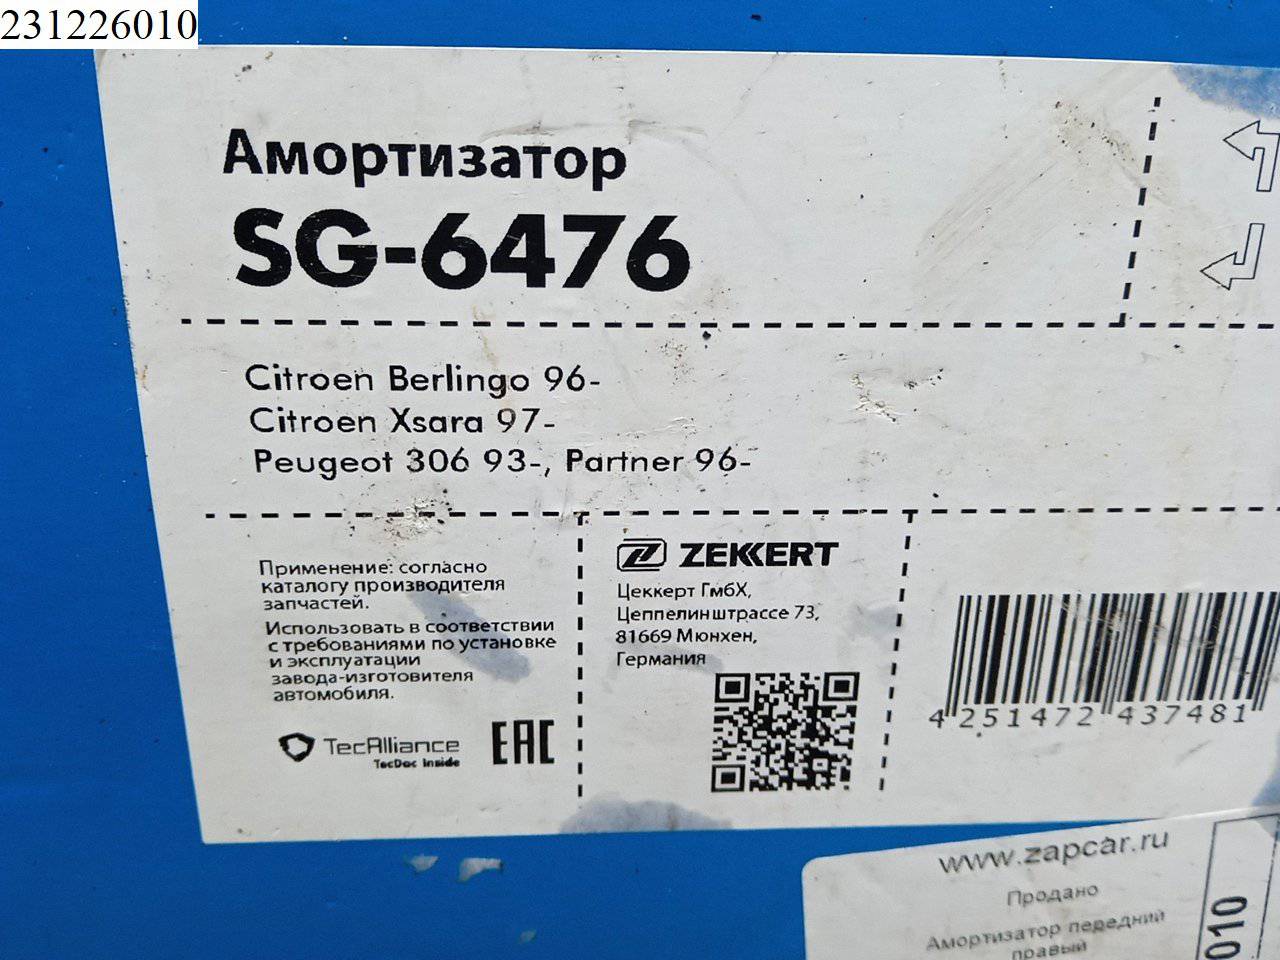 231226010
Амортизатор
SG-6476
Citroen Berlingo 96-
Citroen Xsara 97-
Peugeot 306 93-, Partner 96-
Применение: согласно
каталогу производителя
запчастей.
Использовать в соответствии
с требованиями по установке
и эксплуатации
завода-изготовителя
автомобиля.
TecAlliance
TecDoc Inside
EAC
ZEKKERT
Цеккерт ГмбХ,
Цеппелинштрассе 73,
81669 Мюнхен,
Германия
4 251472 437481
www.zapcar.ru
Продано
Амортизатор передний
правый
010